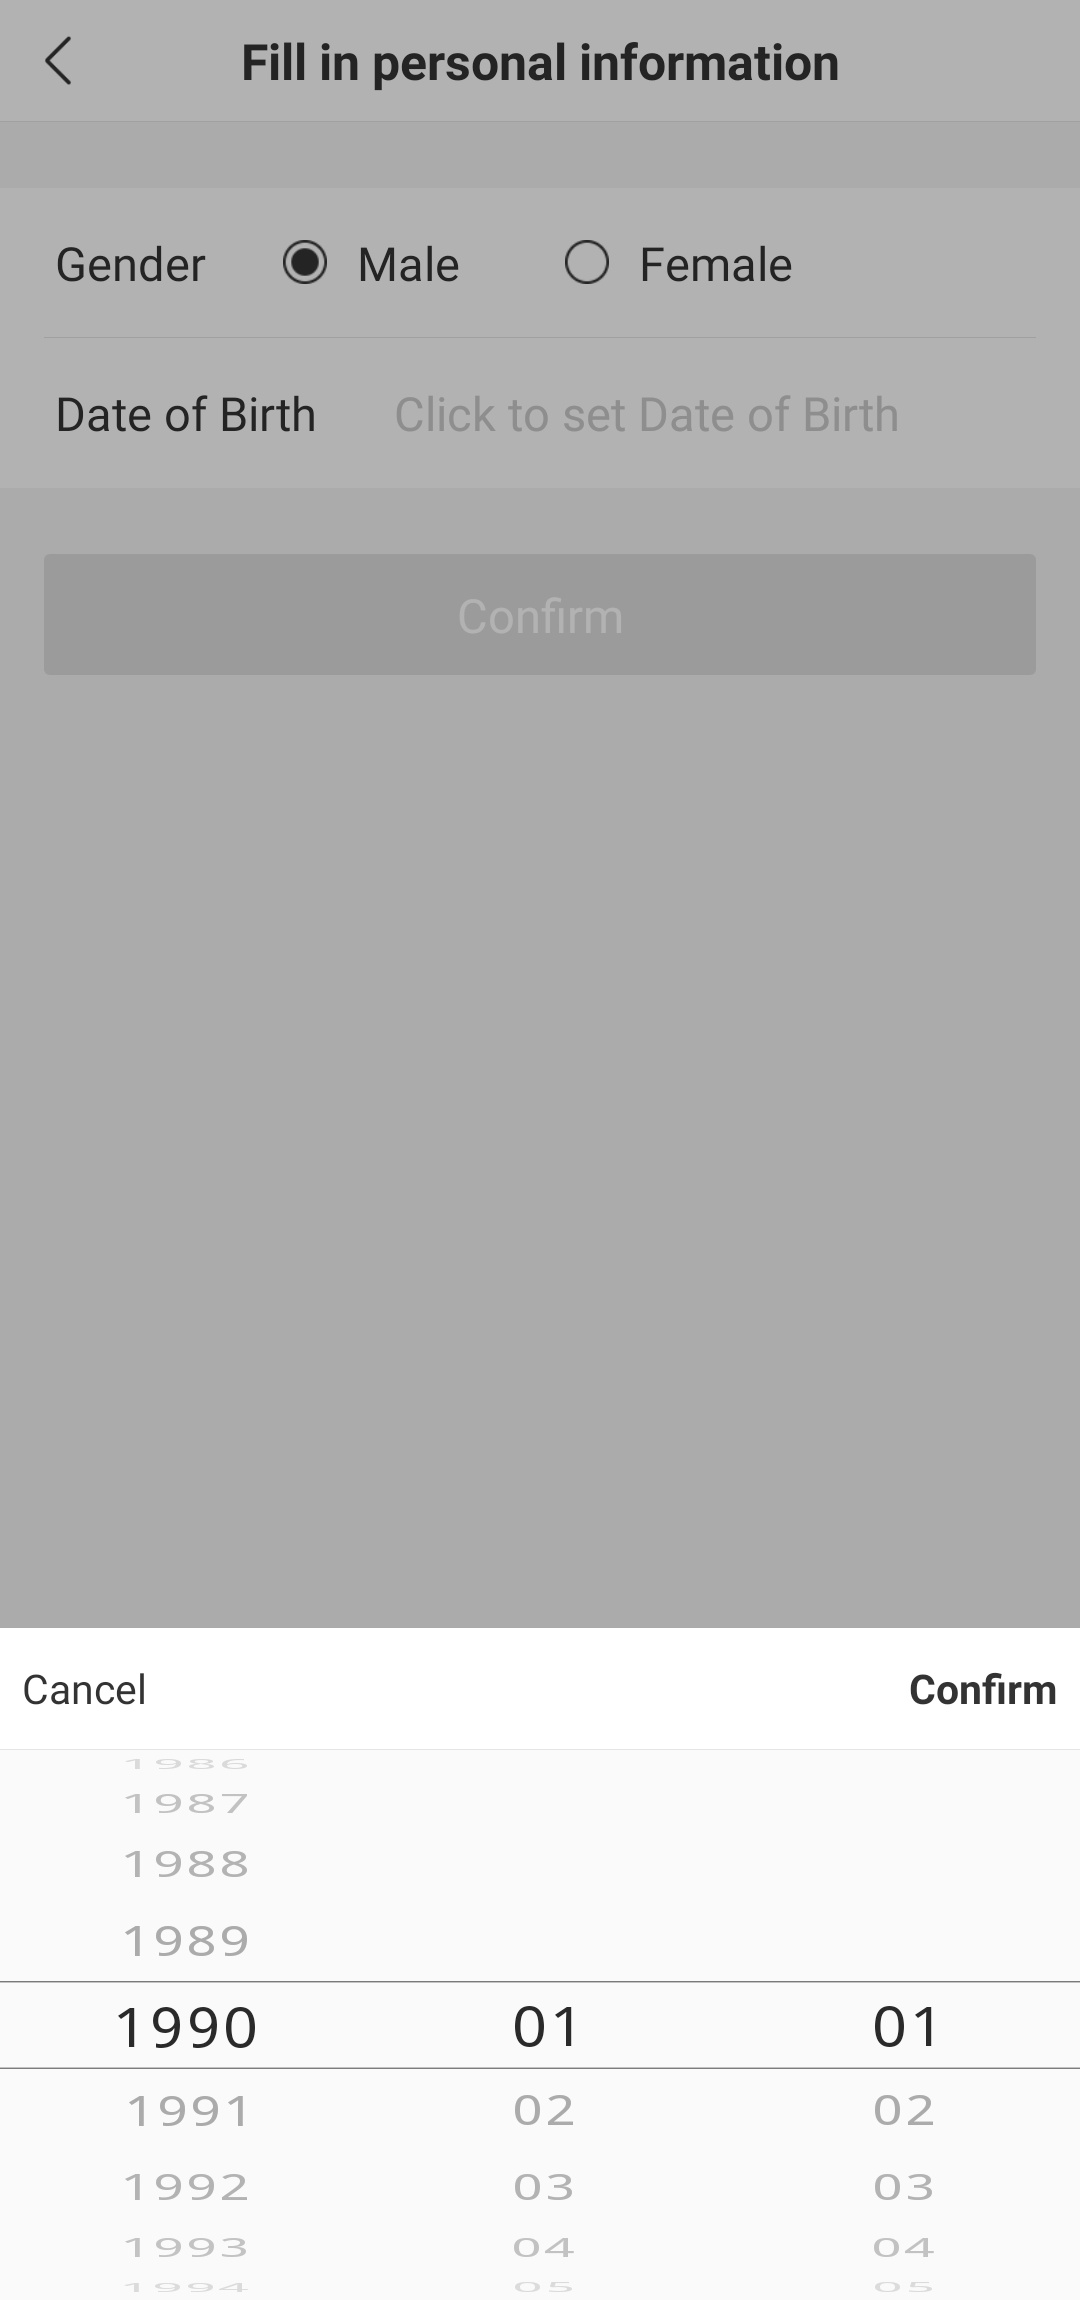 Fill in personal information
Gender Male Female
Date of Birth Click to set Date of Birth
Confirm
Cancel Confirm
1986
1987
1988
1989
1990 01 01
1991 02 02
1992 03 03
1993 04 04
1994 05 05